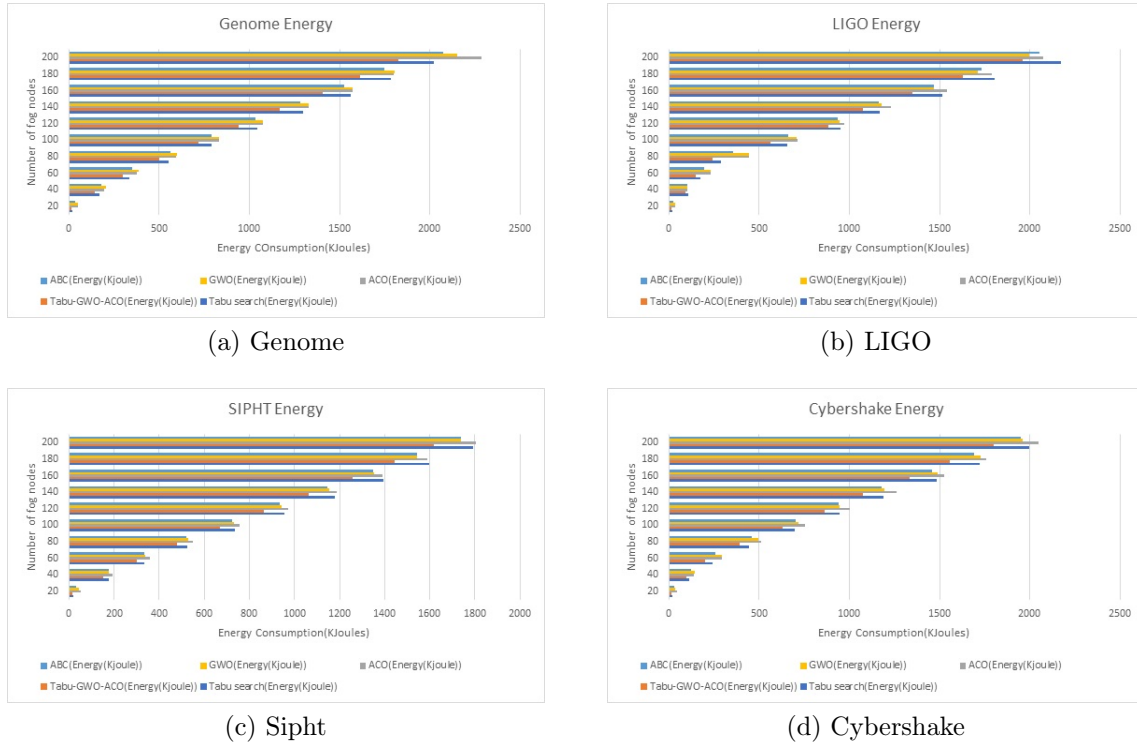 Genome Energy
Number of fog nodes
200
180
160
140
120
100
80
60
40
20
0 500 1000 1500 2000 2500
Energy COnsumption(KJoules)
ABC(Energy(Kjoule)) GWO(Energy(Kjoule)) ACO(Energy(Kjoule))
Tabu-GWO-ACO(Energy(Kjoule)) Tabu search(Energy(Kjoule))
(a) Genome
LIGO Energy
Number of fog nodes
200
180
160
140
120
100
80
60
40
20
0 500 1000 1500 2000 2500
Energy Consumption(KJoules)
ABC(Energy(Kjoule)) GWO(Energy(Kjoule)) ACO(Energy(Kjoule))
Tabu-GWO-ACO(Energy(Kjoule)) Tabu search(Energy(Kjoule))
(b) LIGO
SIPHT Energy
Number of fog nodes
200
180
160
140
120
100
80
60
40
20
0 200 400 600 800 1000 1200 1400 1600 1800 2000
Energy Consumption(KJoules)
ABC(Energy(Kjoule)) GWO(Energy(Kjoule)) ACO(Energy(Kjoule))
Tabu-GWO-ACO(Energy(Kjoule)) Tabu search(Energy(Kjoule))
(c) Sipht
Cybershake Energy
Number of fog nodes
200
180
160
140
120
100
80
60
40
20
0 500 1000 1500 2000 2500
Energy Consumption(KJoules)
ABC(Energy(Kjoule)) GWO(Energy(Kjoule)) ACO(Energy(Kjoule))
Tabu-GWO-ACO(Energy(Kjoule)) Tabu search(Energy(Kjoule))
(d) Cybershake